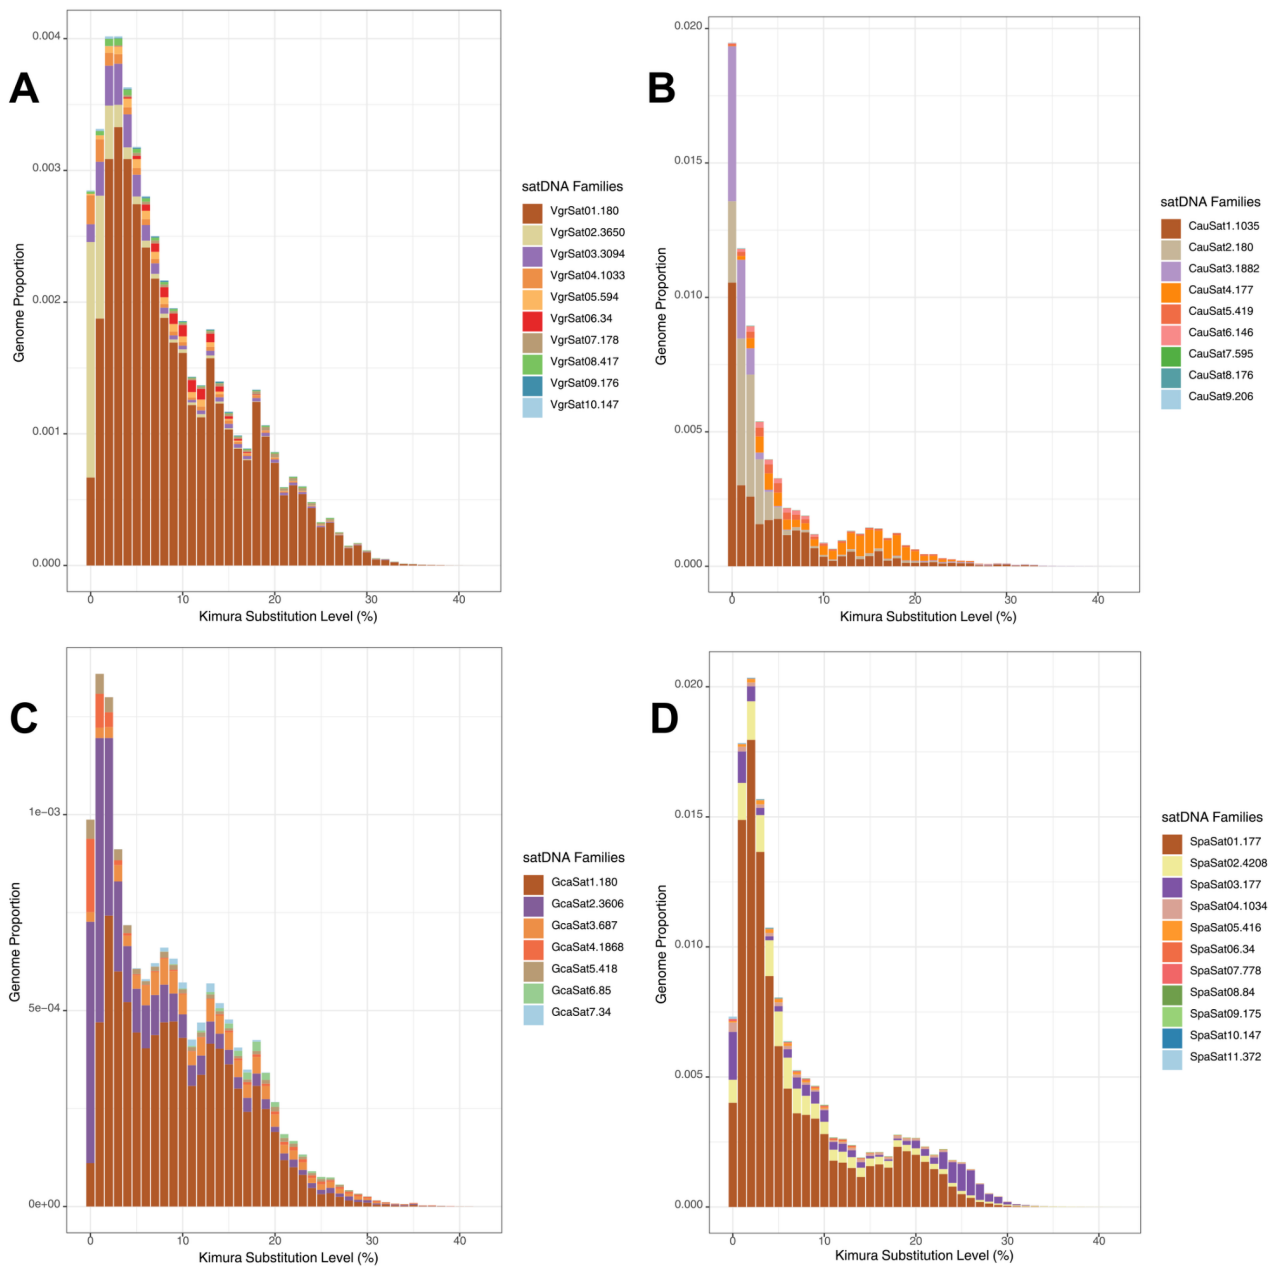 A
Genome Proportion
0.004
0.003
0.002
0.001
0.000
0
10
20
30
40
Kimura Substitution Level (%)
satDNA Families
VgrSat01.180
VgrSat02.3650
VgrSat03.3094
VgrSat04.1033
VgrSat05.594
VgrSat06.34
VgrSat07.178
VgrSat08.417
VgrSat09.176
VgrSat10.147
B
Genome Proportion
0.020
0.015
0.010
0.005
0.000
0
10
20
30
40
Kimura Substitution Level (%)
satDNA Families
CauSat1.1035
CauSat2.180
CauSat3.1882
CauSat4.177
CauSat5.419
CauSat6.146
CauSat7.595
CauSat8.176
CauSat9.206
C
Genome Proportion
1e−03
5e−04
0e+00
0
10
20
30
40
Kimura Substitution Level (%)
satDNA Families
GcaSat1.180
GcaSat2.3606
GcaSat3.687
GcaSat4.1868
GcaSat5.418
GcaSat6.85
GcaSat7.34
D
Genome Proportion
0.020
0.015
0.010
0.005
0.000
0
10
20
30
40
Kimura Substitution Level (%)
satDNA Families
SpaSat01.177
SpaSat02.4208
SpaSat03.177
SpaSat04.1034
SpaSat05.416
SpaSat06.34
SpaSat07.778
SpaSat08.84
SpaSat09.175
SpaSat10.147
SpaSat11.372